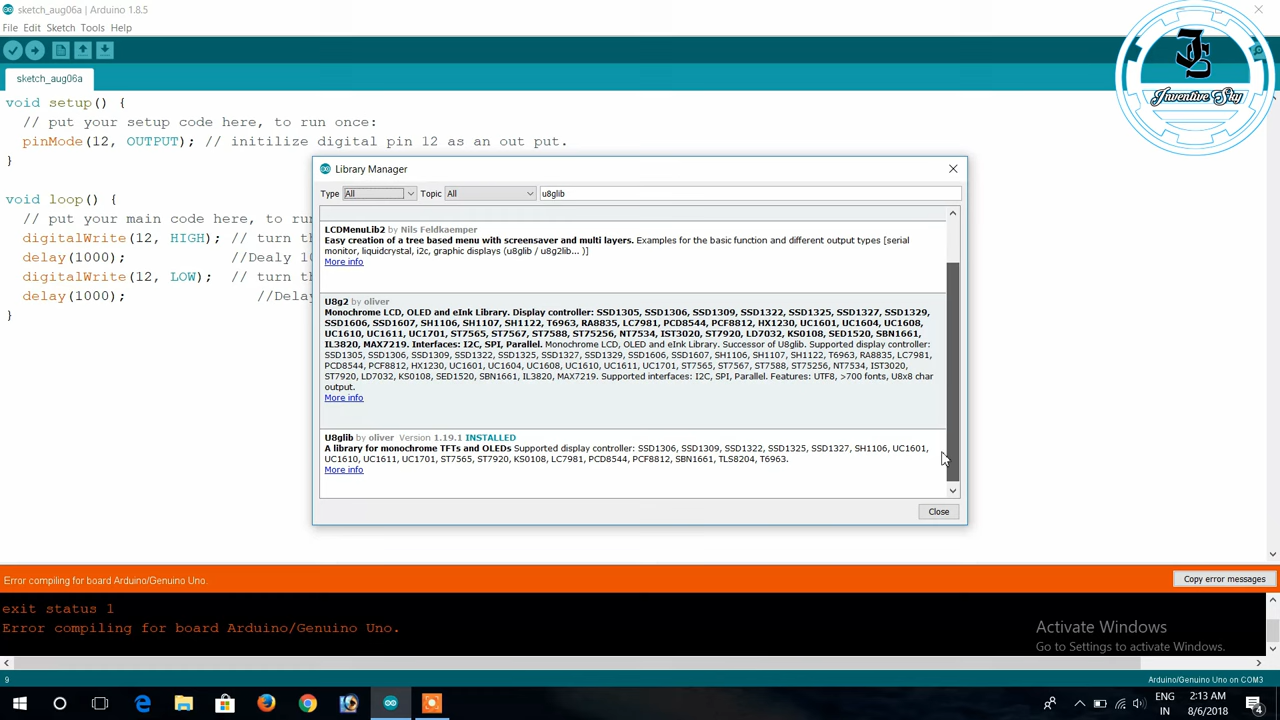 sketch_aug06a | Arduino 1.8.5
File Edit Sketch Tools Help
sketch_aug06a
void setup() {
// put your setup code here, to run once:
pinMode(12, OUTPUT); // initilize digital pin 12 as an out put.
}
void loop() {
// put your main code here, to ru
digitalWrite(12, HIGH); // turn th
delay(1000); //Dealy 10
digitalWrite(12, LOW); // turn th
delay(1000); //Delay
}
Inventive Sky
Library Manager
Type All Topic All u8glib
LCDMenuLib2 by Nils Feldkaemper
Easy creation of a tree based menu with screensaver and multi layers. Examples for the basic function and different output types [serial
monitor, liquidcrystal, i2c, graphic displays (u8glib / u8g2lib... )]
More info
U8g2 by oliver
Monochrome LCD, OLED and eInk Library. Display controller: SSD1305, SSD1306, SSD1309, SSD1322, SSD1325, SSD1327, SSD1329,
SSD1606, SSD1607, SH1106, SH1107, SH1122, T6963, RA8835, LC7981, PCD8544, PCF8812, HX1230, UC1601, UC1604, UC1608,
UC1610, UC1611, UC1701, ST7565, ST7567, ST7588, ST75256, NT7534, IST3020, ST7920, LD7032, KS0108, SED1520, SBN1661,
IL3820, MAX7219. Interfaces: I2C, SPI, Parallel. Monochrome LCD, OLED and eInk Library. Successor of U8glib. Supported display controller:
SSD1305, SSD1306, SSD1309, SSD1322, SSD1325, SSD1327, SSD1329, SSD1606, SSD1607, SH1106, SH1107, SH1122, T6963, RA8835, LC7981,
PCD8544, PCF8812, HX1230, UC1601, UC1604, UC1608, UC1610, UC1611, UC1701, ST7565, ST7567, ST7588, ST75256, NT7534, IST3020,
ST7920, LD7032, KS0108, SED1520, SBN1661, IL3820, MAX7219. Supported interfaces: I2C, SPI, Parallel. Features: UTF8, >700 fonts, U8x8 char
output.
More info
U8glib by oliver Version 1.19.1 INSTALLED
A library for monochrome TFTs and OLEDs Supported display controller: SSD1306, SSD1309, SSD1322, SSD1325, SSD1327, SH1106, UC1601,
UC1610, UC1611, UC1701, ST7565, ST7920, KS0108, LC7981, PCD8544, PCF8812, SBN1661, TLS8204, T6963.
More info
Close
Error compiling for board Arduino/Genuino Uno.
Copy error messages
exit status 1
Error compiling for board Arduino/Genuino Uno.
Activate Windows
Go to Settings to activate Windows.
9
Arduino/Genuino Uno on COM3
ENG
IN
2:13 AM
8/6/2018
4